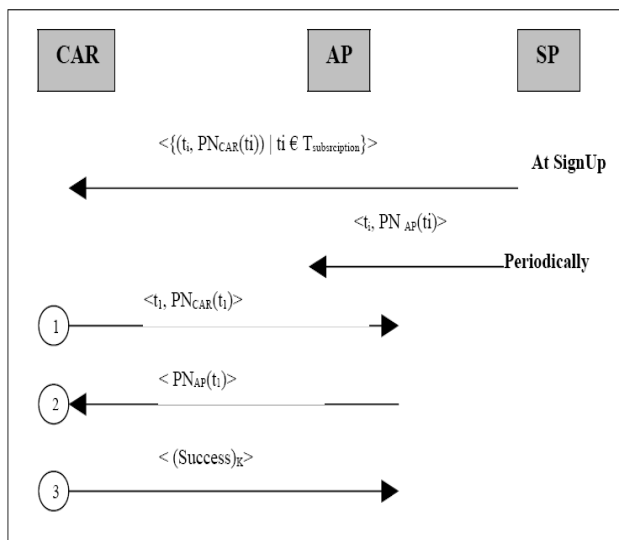 CAR AP SP
<{(ti, PNCAR(ti)) | ti € Tsubsrciption}>
At SignUp
<ti, PN AP(ti)>
Periodically
<t1, PNCAR(t1)>
1
< PNAP(t1)>
2
< (Success)K>
3